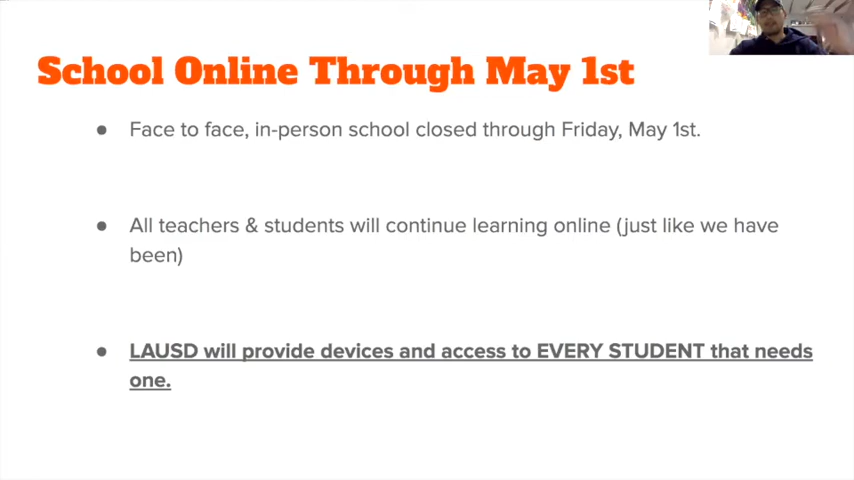 School Online Through May 1st
● Face to face, in-person school closed through Friday, May 1st.
● All teachers & students will continue learning online (just like we have
been)
● LAUSD will provide devices and access to EVERY STUDENT that needs
one.